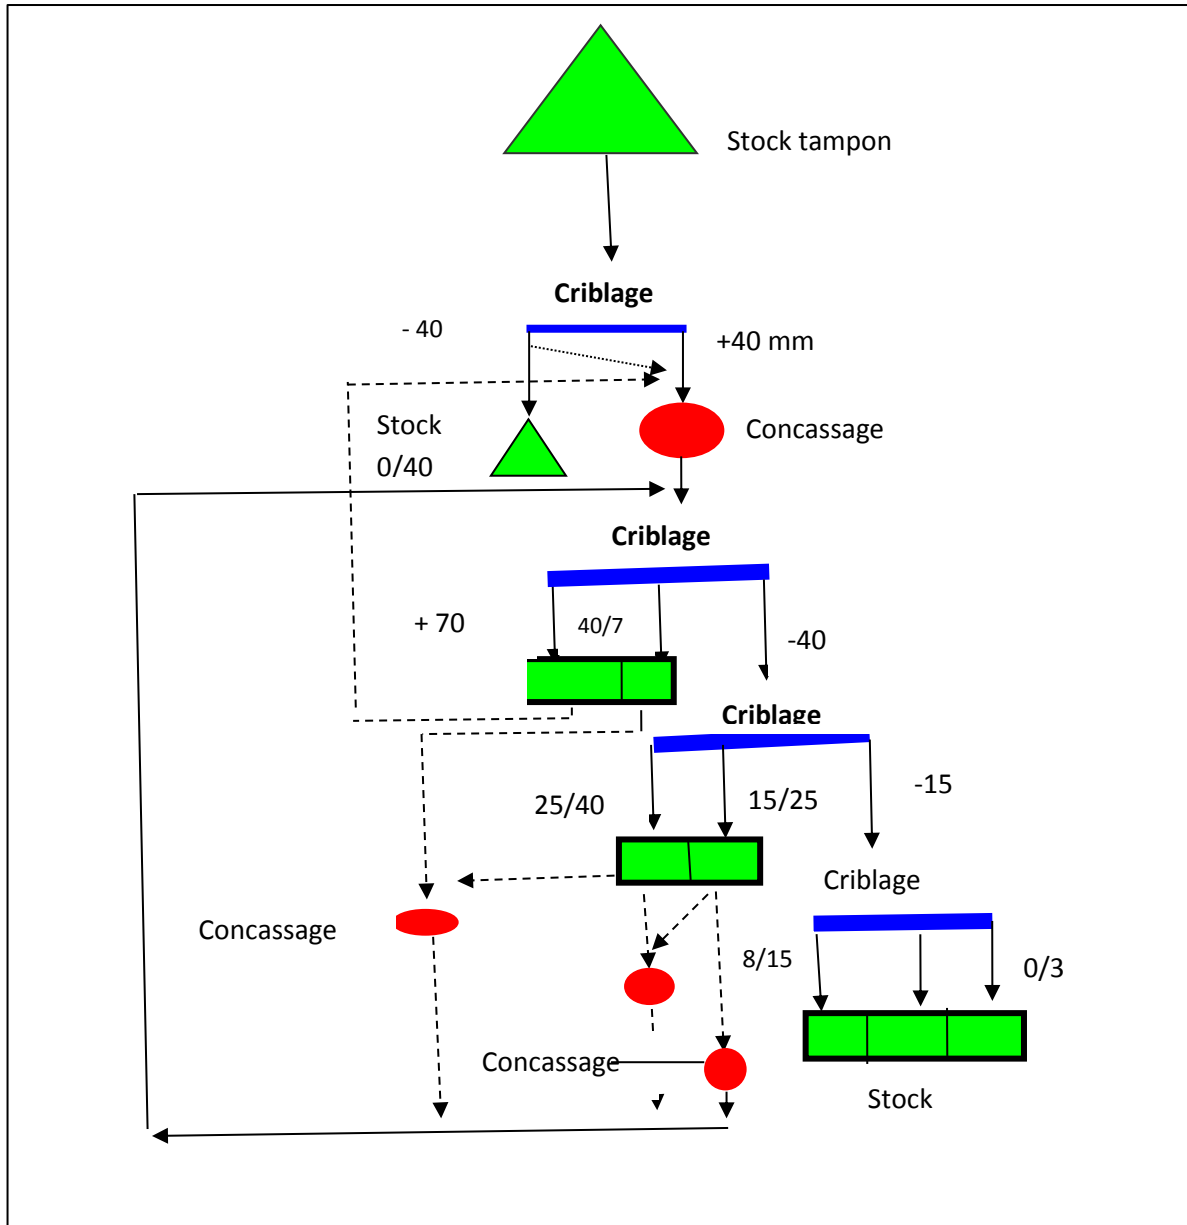 Stock tampon
Criblage
- 40
+40 mm
Stock
0/40
Concassage
Criblage
+ 70
40/7
-40
Criblage
25/40
15/25
-15
Criblage
Concassage
8/15
0/3
Concassage
Stock